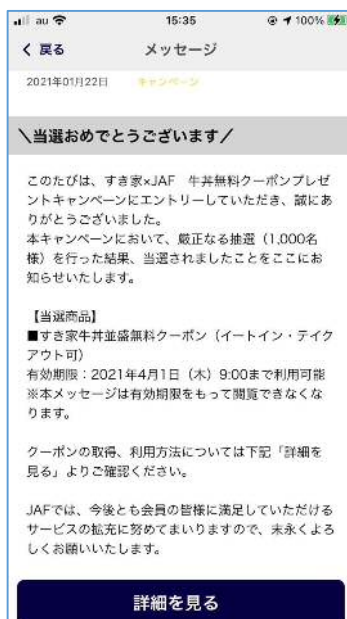 au 15:35 100%
戻る メッセージ
2021年01月22日 キャンペーン
＼当選おめでとうございます／
このたびは、すき家×JAF 牛丼無料クーポンプレゼ
ントキャンペーンにエントリーしていただき、誠にあ
りがとうございました。
本キャンペーンにおいて、厳正なる抽選（1,000名
様）を行った結果、当選されましたことをここにお
知らせいたします。
【当選商品】
■すき家牛丼並盛無料クーポン（イートイン・テイク
アウト可）
有効期限：2021年4月1日（木）9:00まで利用可能
※本メッセージは有効期限をもって閲覧できなくな
ります。
クーポンの取得、利用方法については下記「詳細を
見る」よりご確認ください。
JAFでは、今後とも会員の皆様に満足していただける
サービスの拡充に努めてまいりますので、末永くよろ
しくお願いいたします。
詳細を見る